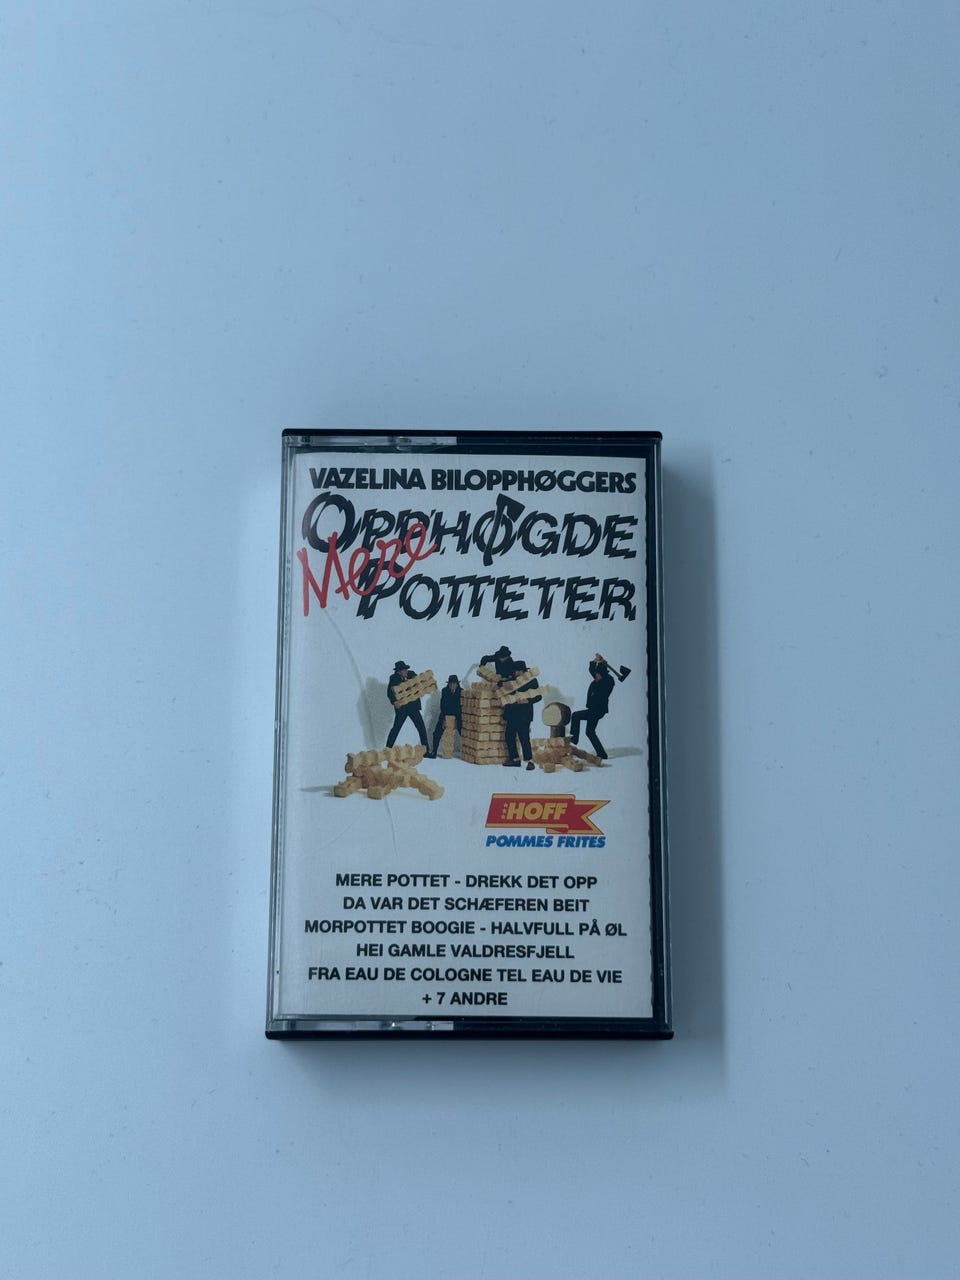 VAZELINA BILOPPHØGGERS
OPPHØGDE
Mere
POTTETER
HOFF
POMMES FRITES
MERE POTTET - DREKK DET OPP
DA VAR DET SCHÆFEREN BEIT
MORPOTTET BOOGIE - HALVFULL PÅ ØL
HEI GAMLE VALDRESFJELL
FRA EAU DE COLOGNE TEL EAU DE VIE
+ 7 ANDRE